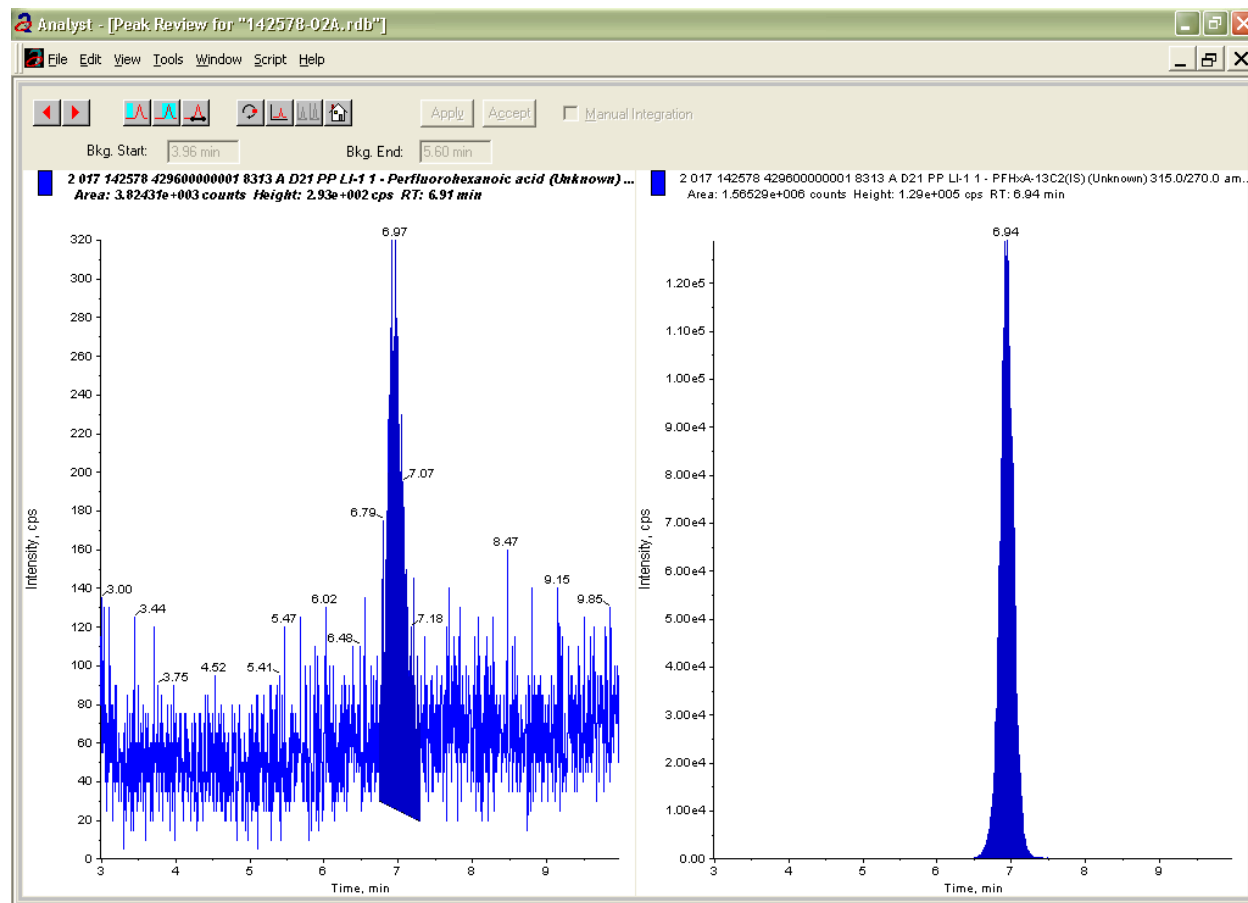 Analyst - [Peak Review for "142578-02A.rdb"]
File Edit View Tools Window Script Help
Apply Accept Manual Integration
Bkg. Start: 3.96 min Bkg. End: 5.60 min
2 017 142578 429600000001 8313 A D21 PP LI-1 1 - Perfluorohexanoic acid (Unknown) ...
Area: 3.82431e+003 counts Height: 2.93e+002 cps RT: 6.91 min
6.97
320
300
280
260
240
220
200
180
160
140
120
100
80
60
40
20
0
Intensity, cps
3.00
3.44
3.75
4.52
5.41
5.47
6.02
6.48
6.79
7.07
7.18
8.47
9.15
9.85
3 4 5 6 7 8 9
Time, min
2 017 142578 429600000001 8313 A D21 PP LI-1 1 - PFHxA-13C2(IS) (Unknown) 315.0/270.0 am...
Area: 1.56529e+006 counts Height: 1.29e+005 cps RT: 6.94 min
6.94
1.20e5
1.10e5
1.00e5
9.00e4
8.00e4
7.00e4
6.00e4
5.00e4
4.00e4
3.00e4
2.00e4
1.00e4
0.00
Intensity, cps
3 4 5 6 7 8 9
Time, min